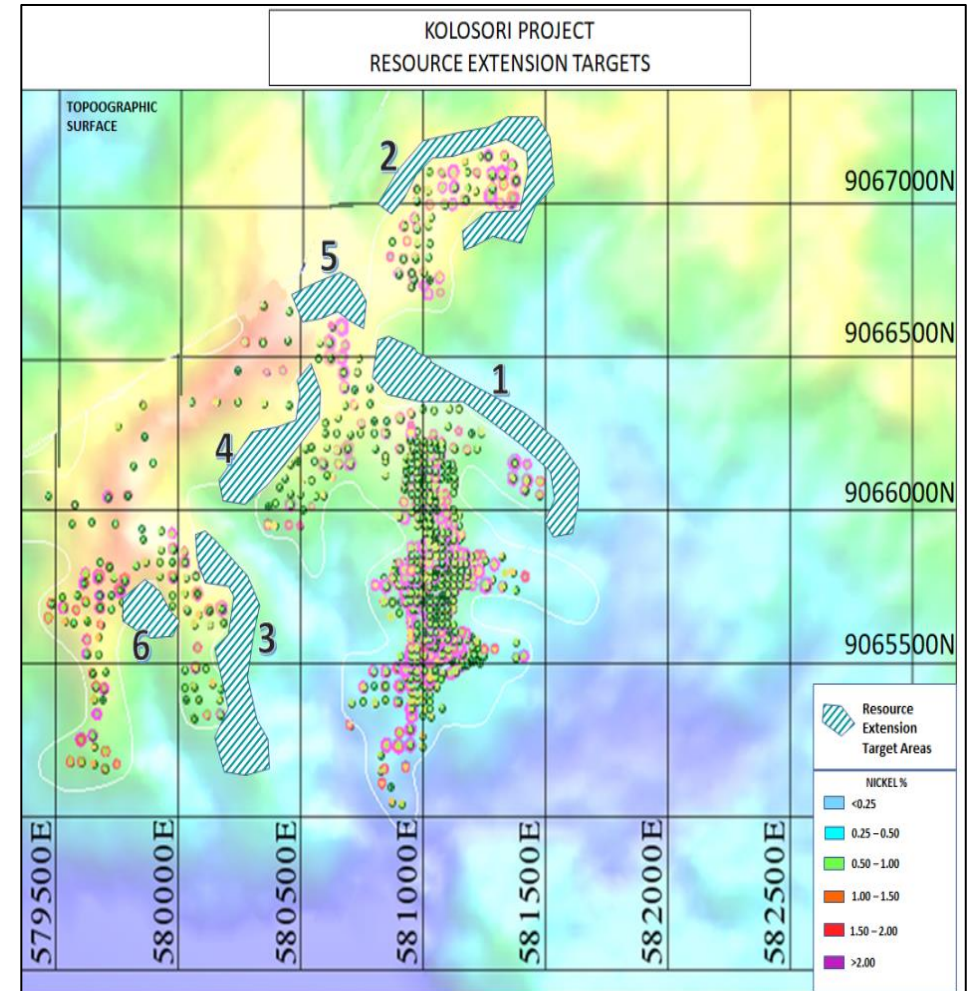 KOLOSORI PROJECT
RESOURCE EXTENSION TARGETS
TOPOOGRAPHIC
SURFACE
2
9067000N
5
9066500N
1
4
9066000N
3
6
9065500N
Resource
Extension
Target Areas
NICKEL %
<0.25
0.25 – 0.50
0.50 – 1.00
1.00 – 1.50
1.50 – 2.00
>2.00
579500E
580000E
580500E
581000E
581500E
582000E
582500E